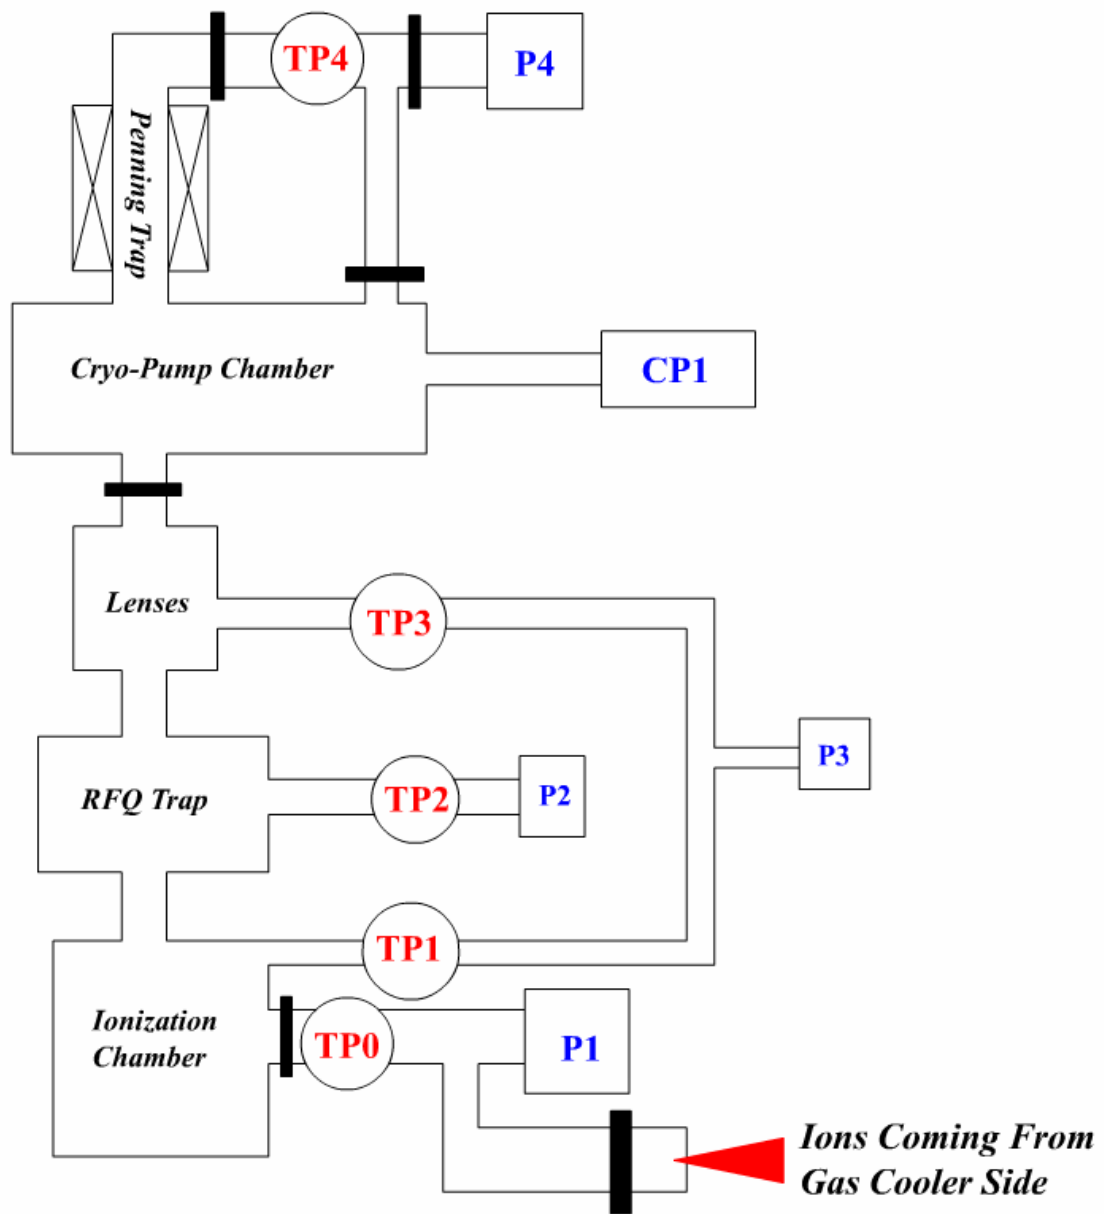 TP4
P4
Penning Trap
Cryo-Pump Chamber
CP1
Lenses
TP3
P3
RFQ Trap
TP2
P2
TP1
Ionization
Chamber
TP0
P1
Ions Coming From
Gas Cooler Side